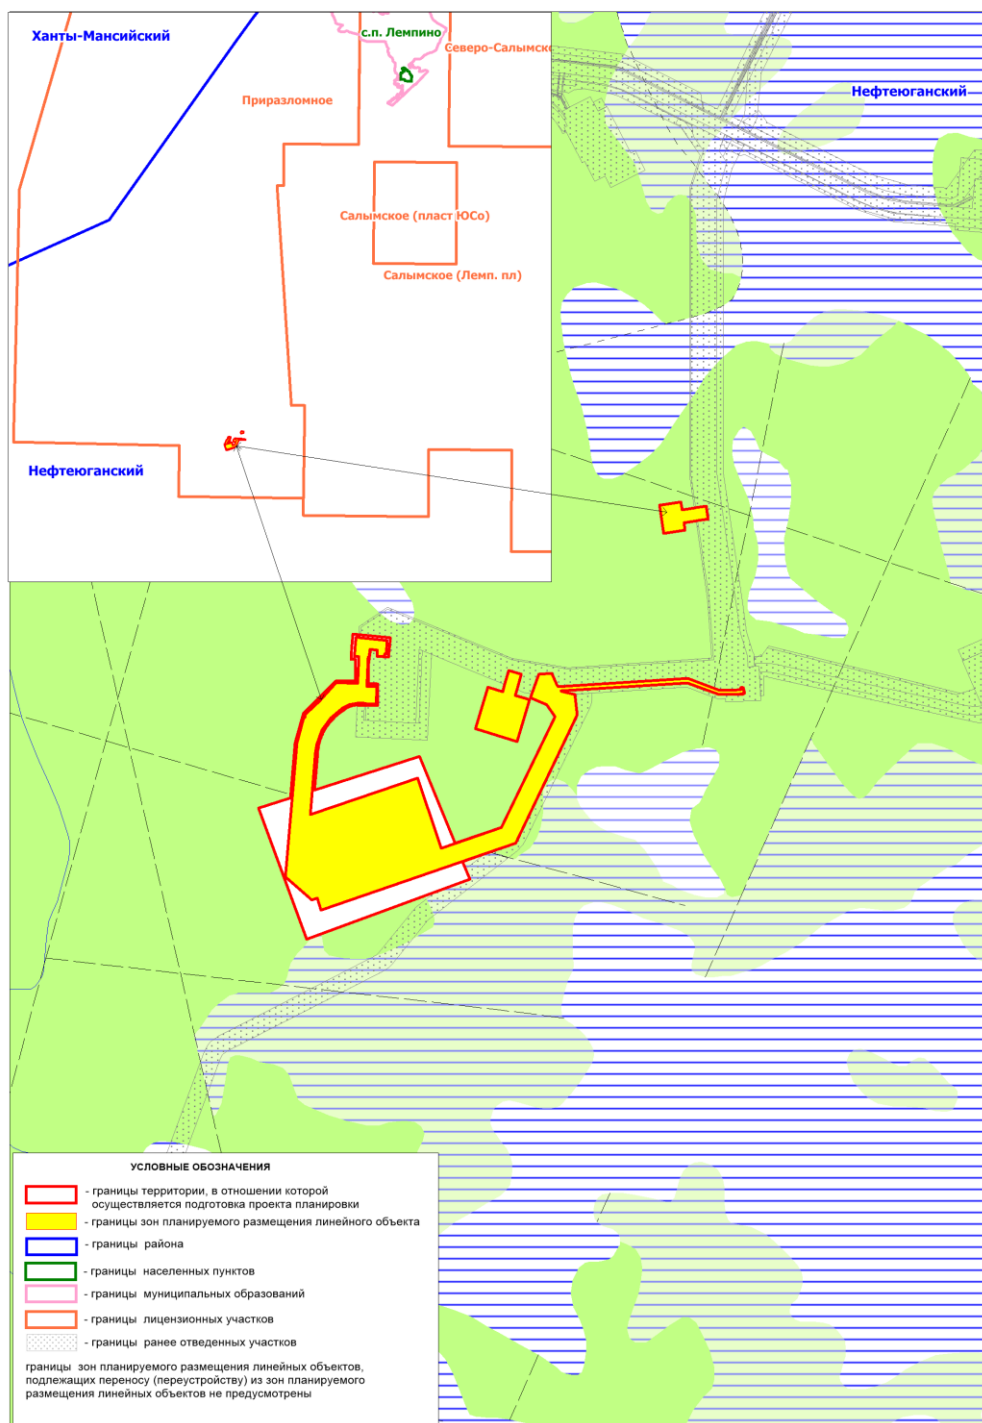 Ханты-Мансийский
с.п. Лемпино
Северо-Салымско
Приразломное
Нефтеюганский
Салымское (пласт ЮСо)
Салымское (Лемп. пл)
Нефтеюганский
УСЛОВНЫЕ ОБОЗНАЧЕНИЯ
- границы территории, в отношении которой
осуществляется подготовка проекта планировки
- границы зон планируемого размещения линейного объекта
- границы района
- границы населенных пунктов
- границы муниципальных образований
- границы лицензионных участков
- границы ранее отведенных участков
границы зон планируемого размещения линейных объектов,
подлежащих переносу (переустройству) из зон планируемого
размещения линейных объектов не предусмотрены